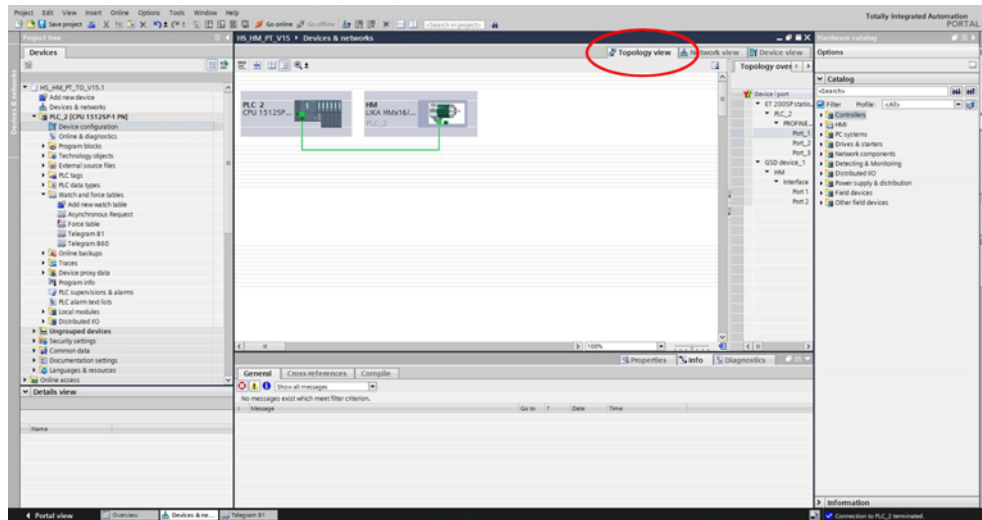 Project Edit View Insert Online Options Tools Window Help
Totally Integrated Automation
PORTAL
Save project
Go online
Go offline
<Search in project>
Project tree
Devices
Devices & networks
HS_HM_PT_TO_V15.1
Add new device
Devices & networks
PLC_2 [CPU 1512SP-1 PN]
Device configuration
Online & diagnostics
Program blocks
Technology objects
External source files
PLC tags
PLC data types
Watch and force tables
Add new watch table
Asynchronous Request
Force table
Telegram 81
Telegram 860
Online backups
Traces
Device proxy data
Program info
PLC supervisions & alarms
PLC alarm text lists
Local modules
Distributed I/O
Ungrouped devices
Security settings
Common data
Documentation settings
Languages & resources
Online access
Details view
Name
HS_HM_PT_V15 Devices & networks
Topology view Network view Device view
PLC_2
CPU 1512SP...
HM
LIKA HMx16/...
PLC_2
100%
Topology over
Device / port
ET 200SP statio...
PLC_2
PROFINE...
Port_1
Port_2
Port_3
GSD device_1
HM
Interface
Port 1
Port 2
Properties Info Diagnostics
General Cross-references Compile
Show all messages
No messages exist which meet filter criterion.
! Message Go to ? Date Time
Hardware catalog
Options
Catalog
<Search>
Filter Profile: <All>
Controllers
HMI
PC systems
Drives & starters
Network components
Detecting & Monitoring
Distributed I/O
Power supply & distribution
Field devices
Other field devices
Information
Portal view Overview Devices & ne... Telegram 81
Connection to PLC_2 terminated.